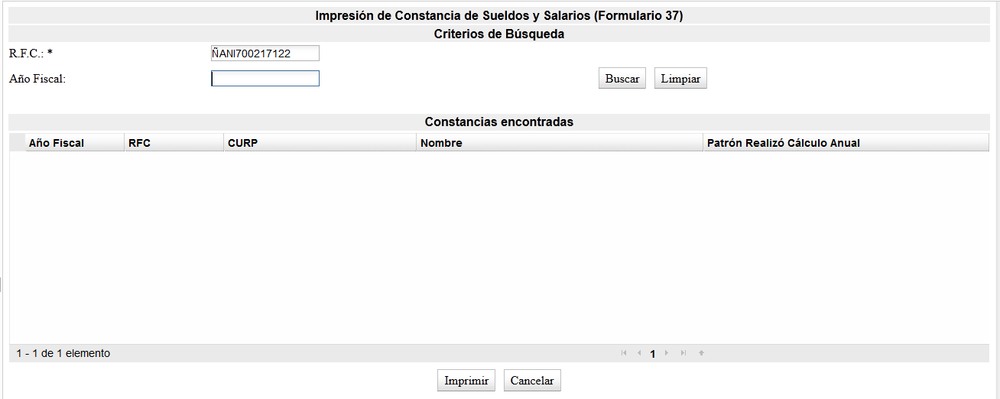 Impresión de Constancia de Sueldos y Salarios (Formulario 37)
Criterios de Búsqueda
R.F.C.: * ÑANI700217122
Año Fiscal: Buscar Limpiar
Constancias encontradas
Año Fiscal RFC CURP Nombre Patrón Realizó Cálculo Anual
1 - 1 de 1 elemento 1
Imprimir Cancelar